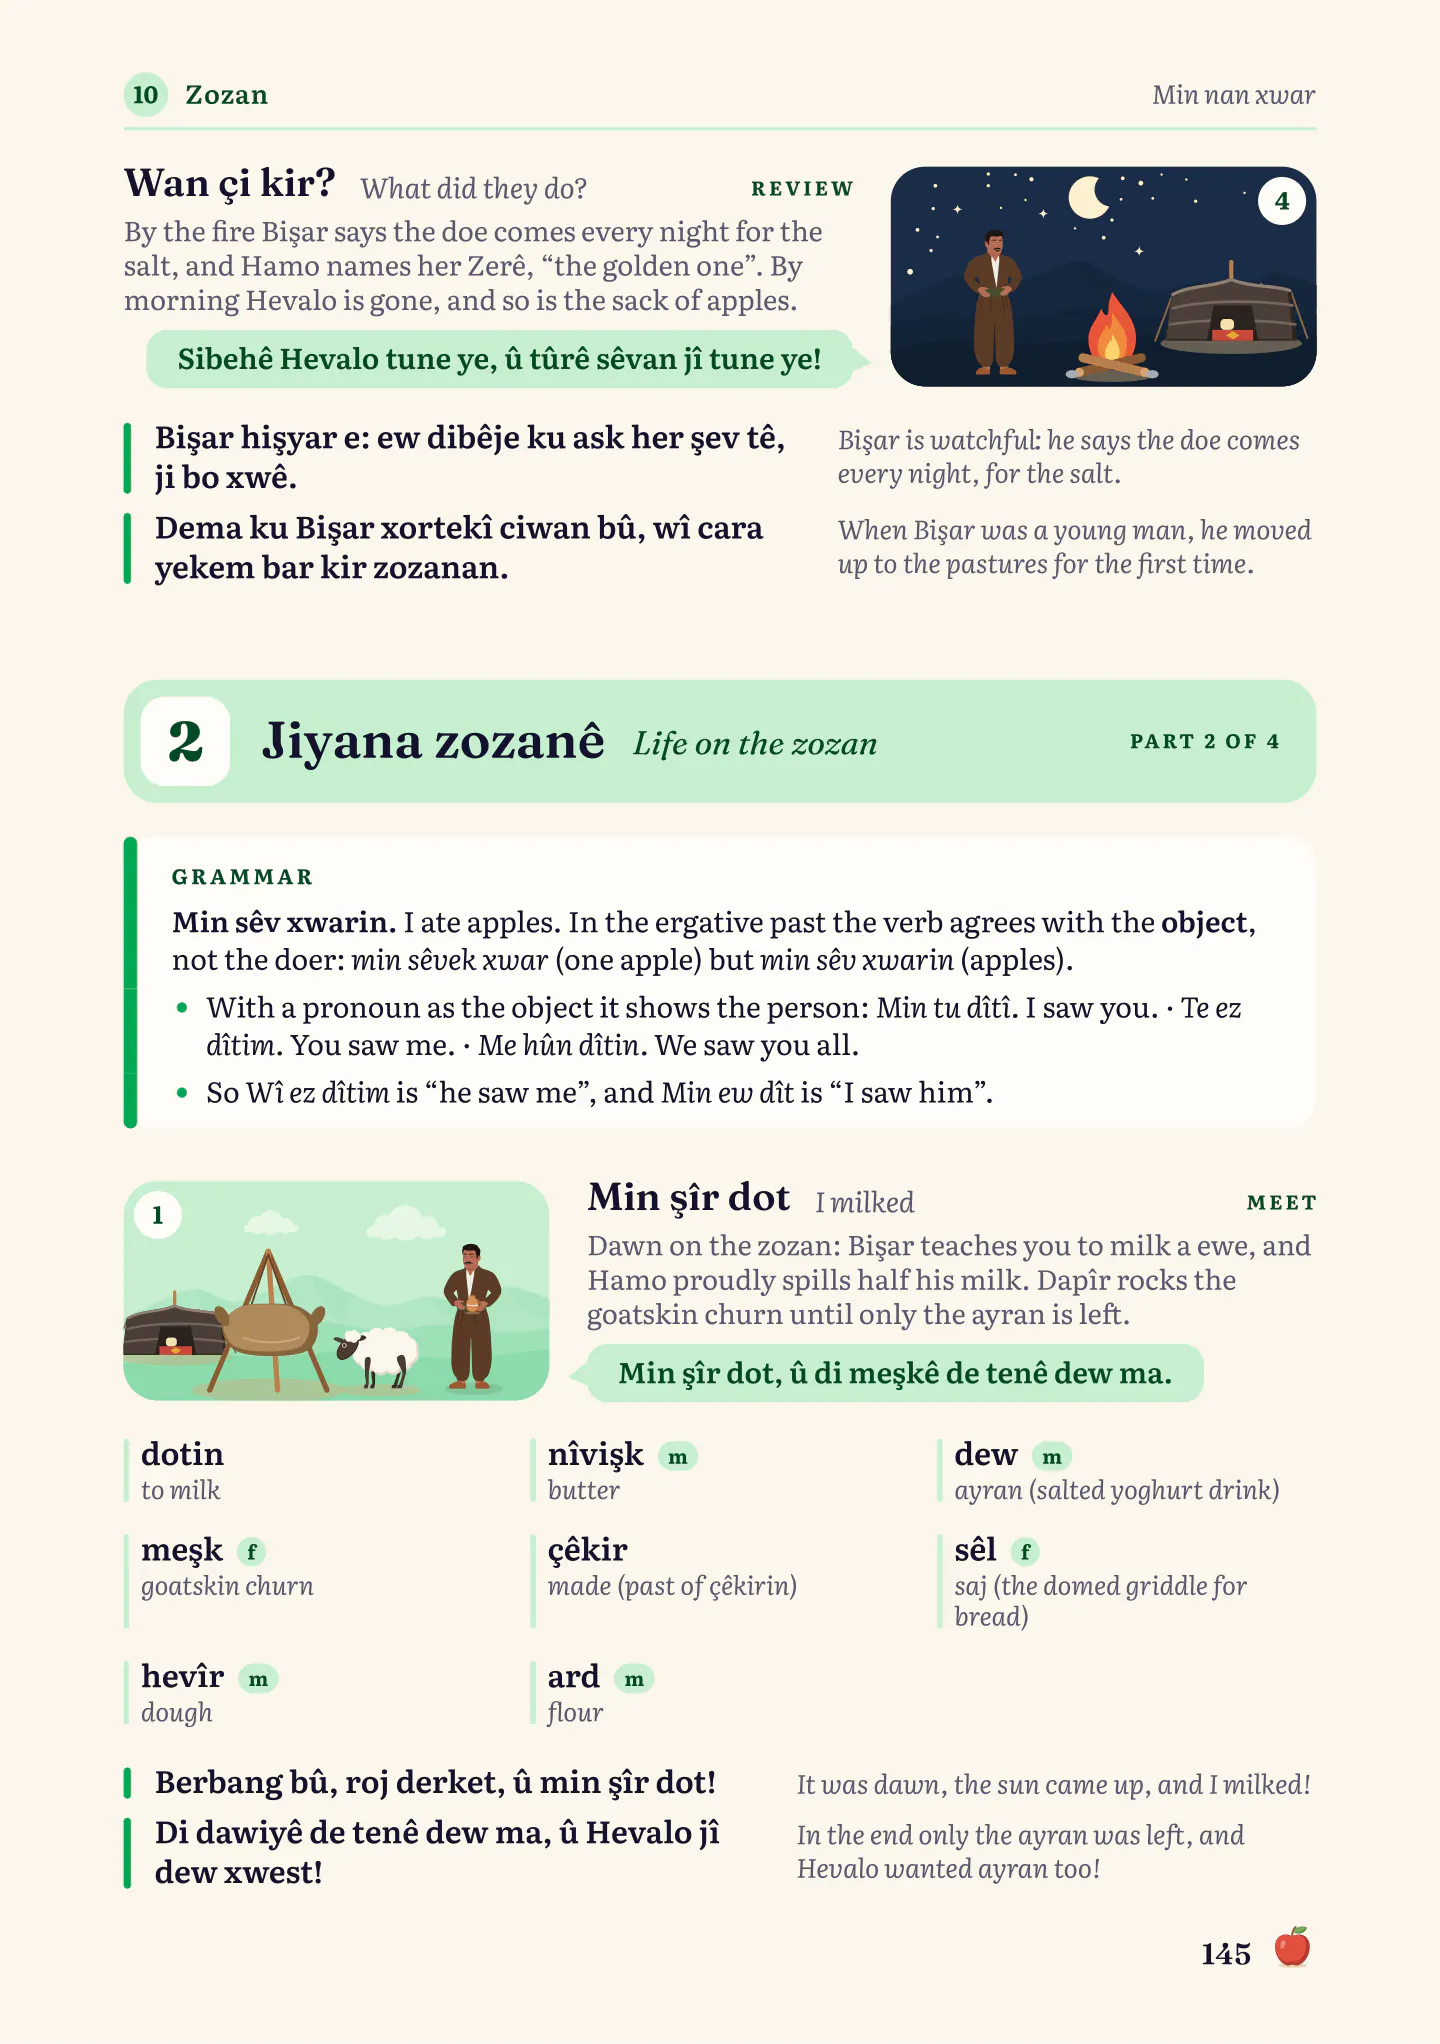 10 Zozan
Min nan xwar
Wan çi kir? What did they do? REVIEW
By the fire Bişar says the doe comes every night for the
salt, and Hamo names her Zerê, “the golden one”. By
morning Hevalo is gone, and so is the sack of apples.
Sibehê Hevalo tune ye, û tûrê sêvan jî tune ye!
4
Bişar hişyar e: ew dibêje ku ask her şev tê,
ji bo xwê.
Bişar is watchful: he says the doe comes
every night, for the salt.
Dema ku Bişar xortekî ciwan bû, wî cara
yekem bar kir zozanan.
When Bişar was a young man, he moved
up to the pastures for the first time.
2 Jiyana zozanê Life on the zozan PART 2 OF 4
GRAMMAR
Min sêv xwarin. I ate apples. In the ergative past the verb agrees with the object,
not the doer: min sêvek xwar (one apple) but min sêv xwarin (apples).
• With a pronoun as the object it shows the person: Min tu dîtî. I saw you. · Te ez
dîtim. You saw me. · Me hûn dîtin. We saw you all.
• So Wî ez dîtim is “he saw me”, and Min ew dît is “I saw him”.
1
Min şîr dot I milked MEET
Dawn on the zozan: Bişar teaches you to milk a ewe, and
Hamo proudly spills half his milk. Dapîr rocks the
goatskin churn until only the ayran is left.
Min şîr dot, û di meşkê de tenê dew ma.
dotin
to milk
nîvişk m
butter
dew m
ayran (salted yoghurt drink)
meşk f
goatskin churn
çêkir
made (past of çêkirin)
sêl f
saj (the domed griddle for
bread)
hevîr m
dough
ard m
flour
Berbang bû, roj derket, û min şîr dot!
It was dawn, the sun came up, and I milked!
Di dawiyê de tenê dew ma, û Hevalo jî
dew xwest!
In the end only the ayran was left, and
Hevalo wanted ayran too!
145